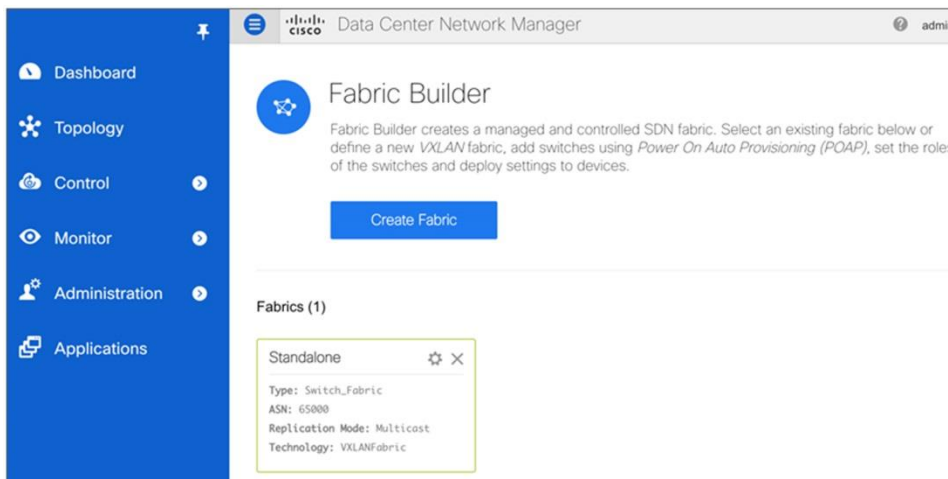 CISCO Data Center Network Manager
admi
Dashboard
Topology
Control
Monitor
Administration
Applications
Fabric Builder
Fabric Builder creates a managed and controlled SDN fabric. Select an existing fabric below or
define a new VXLAN fabric, add switches using Power On Auto Provisioning (POAP), set the roles
of the switches and deploy settings to devices.
Create Fabric
Fabrics (1)
Standalone
Type: Switch_Fabric
ASN: 65000
Replication Mode: Multicast
Technology: VXLANFabric